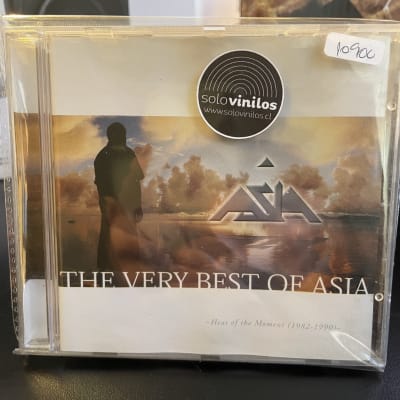 10900
solovinilos
www.solovinilos.cl
ASIA
THE VERY BEST OF ASIA
~Heat of the Moment (1982-1990)~